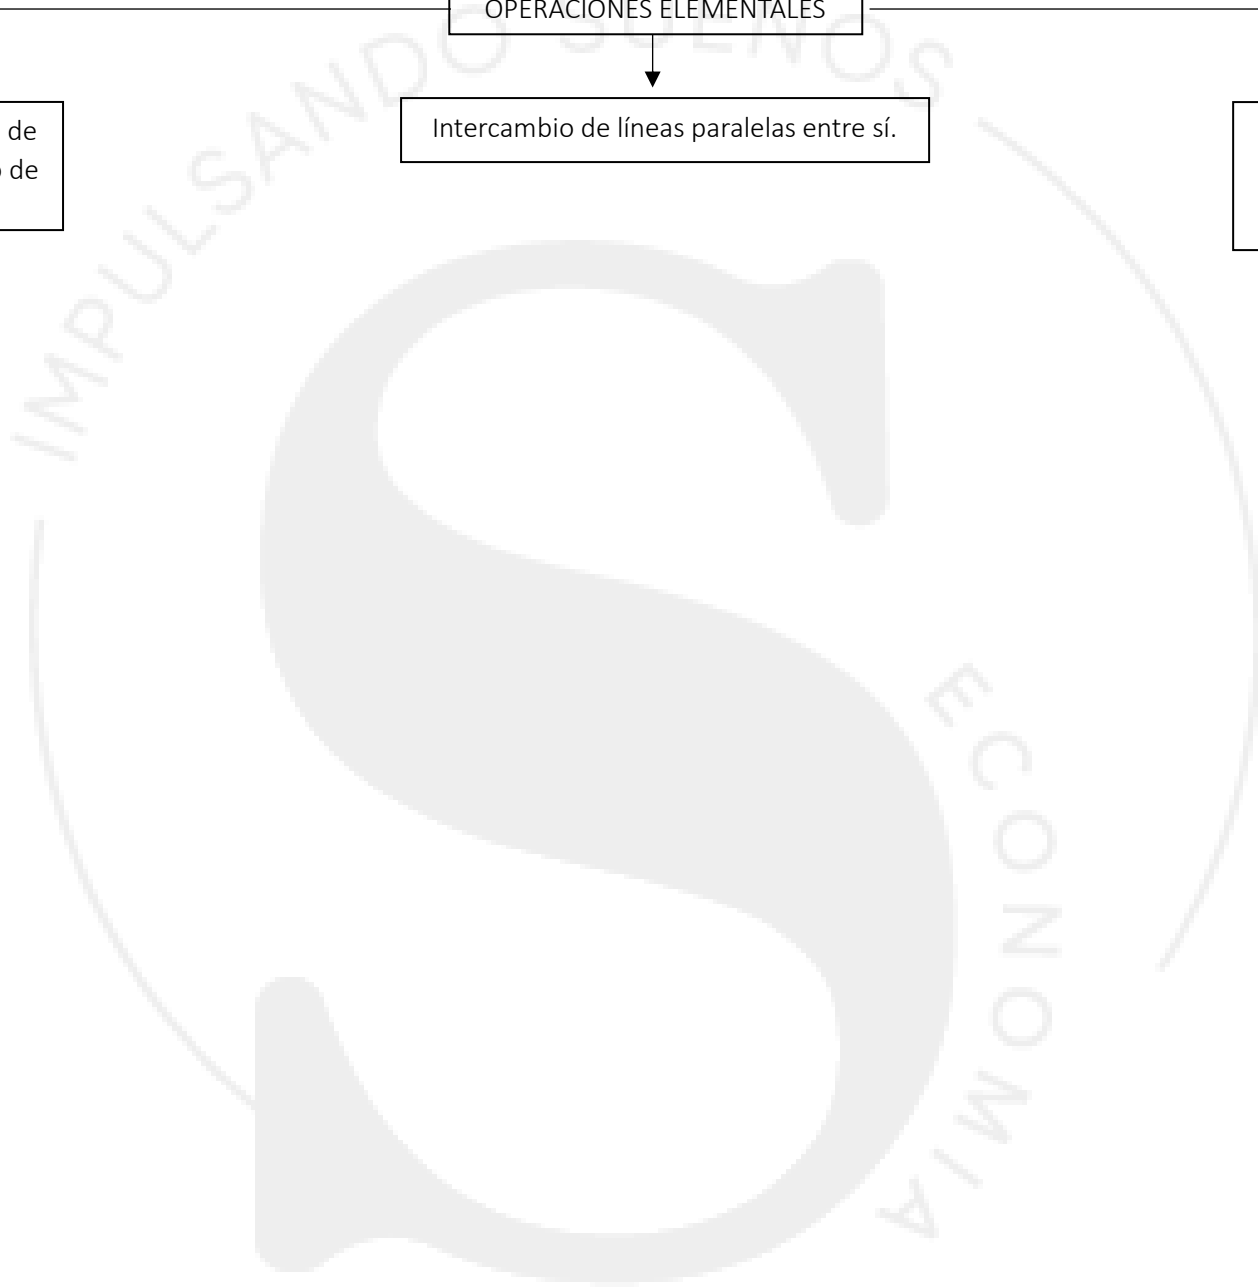 OPERACIONES ELEMENTALES
de
Intercambio de líneas paralelas entre sí.
de
IMPULSANDO SUEÑOS
ECONOMIA